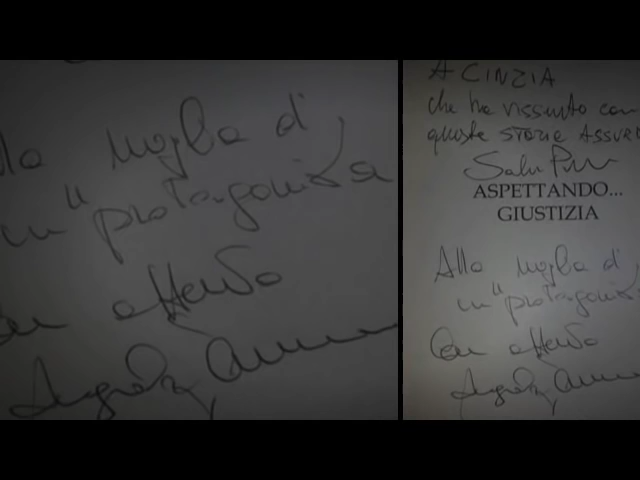 Alla moglie di
un "protagonista"
Con affetto
A CINZIA
che ha vissuto con
queste storie ASSUR
ASPETTANDO...
GIUSTIZIA
Alla moglie di
un "protagonista
Con affetto